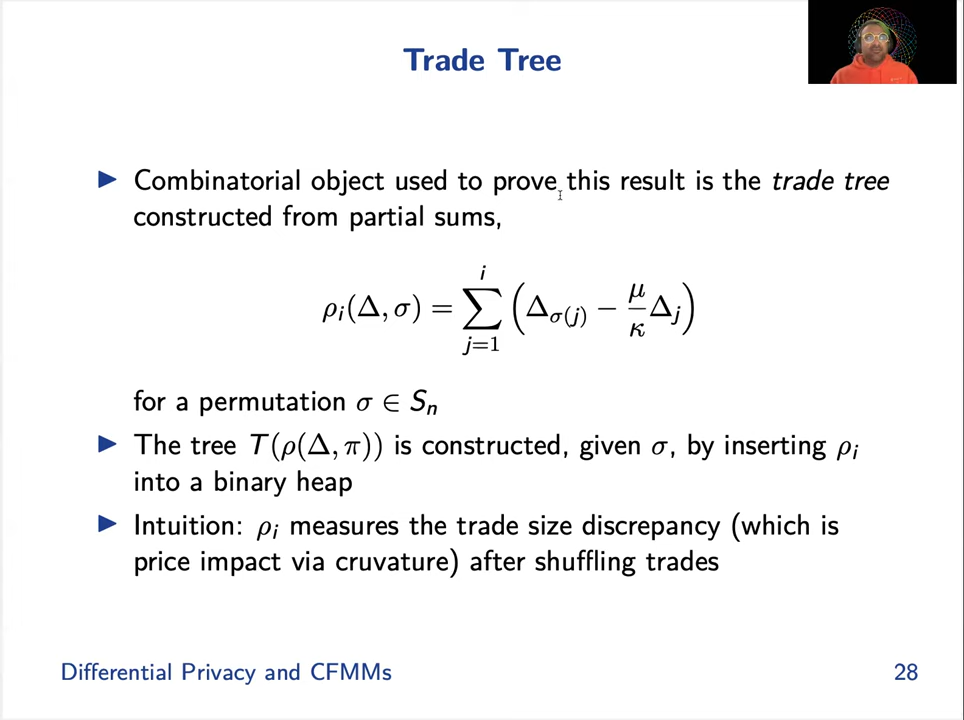 Trade Tree
▶ Combinatorial object used to prove this result is the trade tree
constructed from partial sums,
ρᵢ(Δ, σ) = ∑ᵢⱼ₌₁ (Δσ(j) − μ/κ Δⱼ)
for a permutation σ ∈ Sₙ
▶ The tree T(ρ(Δ, π)) is constructed, given σ, by inserting ρᵢ
into a binary heap
▶ Intuition: ρᵢ measures the trade size discrepancy (which is
price impact via cruvature) after shuffling trades
Differential Privacy and CFMMs 28